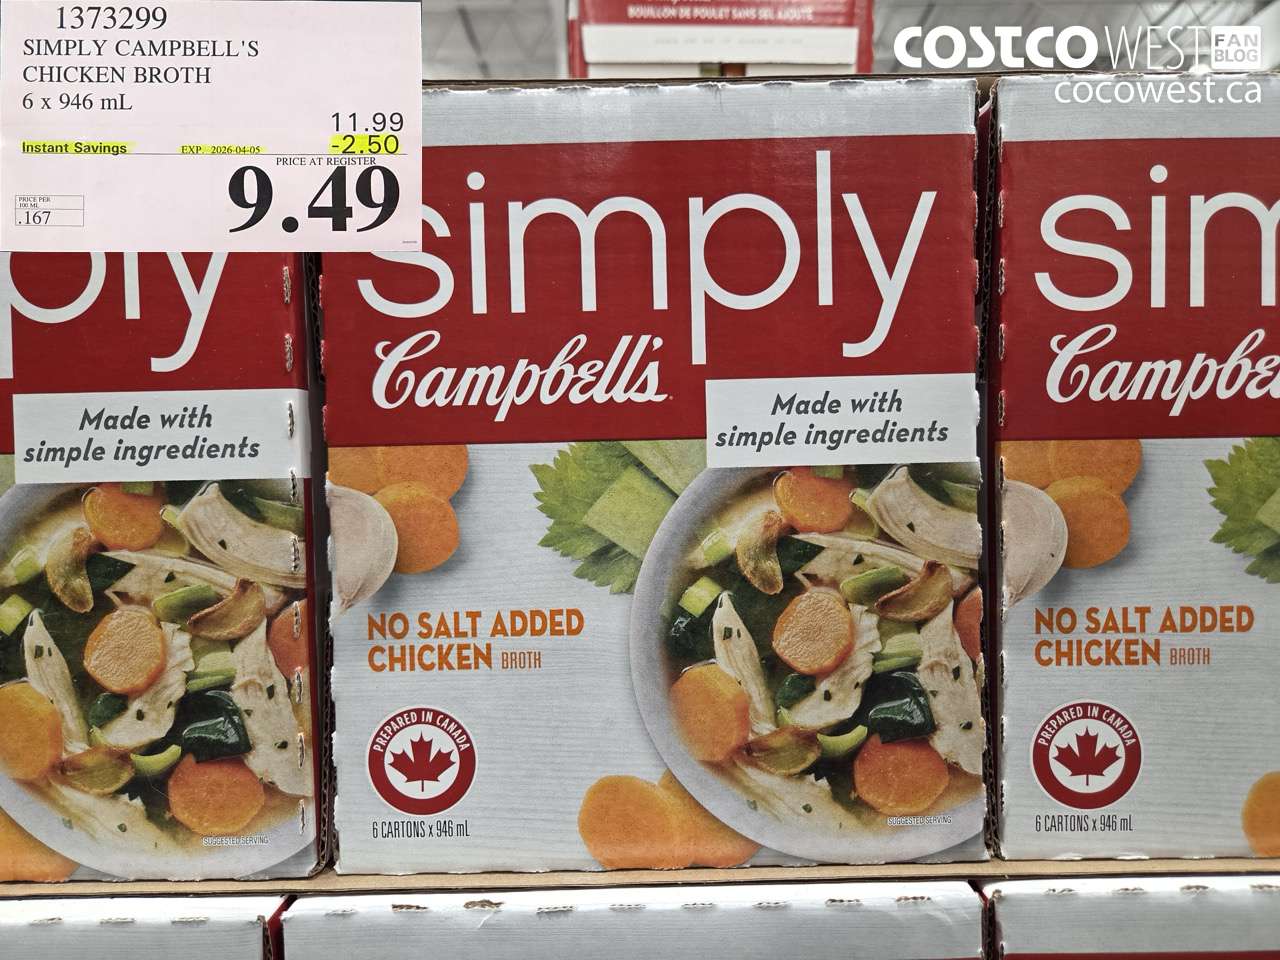 1373299
SIMPLY CAMPBELL'S
CHICKEN BROTH
6 x 946 mL
11.99
Instant Savings EXP. 2026-04-05 -2.50
PRICE AT REGISTER
9.49
PRICE PER
100 ML
.167
BOUILLON DE POULET SANS SEL AJOUTÉ
COSTCO WEST FAN BLOG
cocowest.ca
ply
Made with
simple ingredients
SUGGESTED SERVING
simply
Campbell's
Made with
simple ingredients
NO SALT ADDED
CHICKEN BROTH
PREPARED IN CANADA
6 CARTONS x 946 mL
SUGGESTED SERVING
sim
Campbe
NO SALT ADDED
CHICKEN BROTH
PREPARED IN CANADA
6 CARTONS x 946 mL